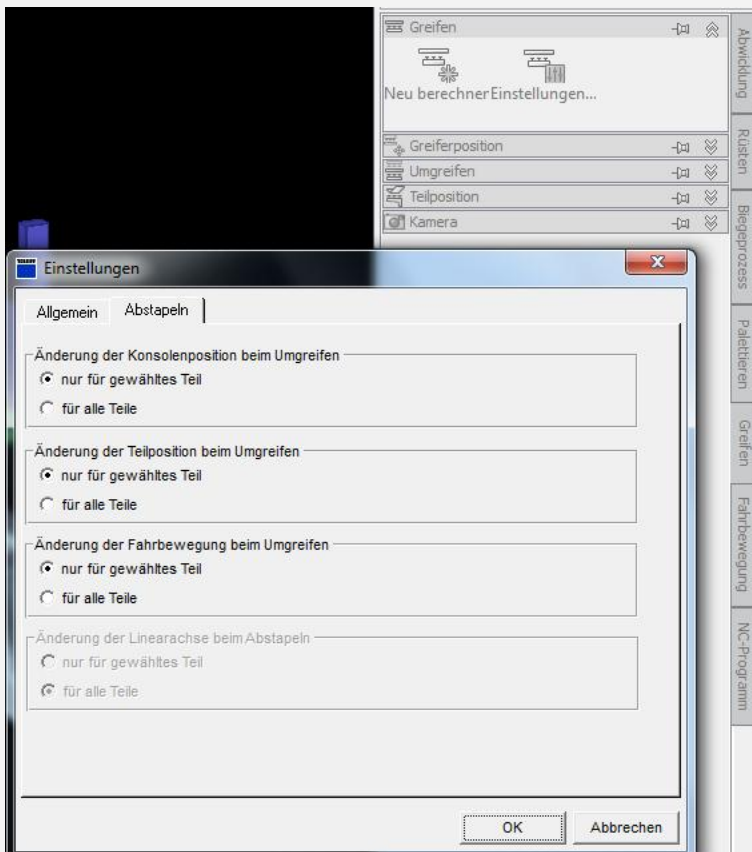 Greifen
Neu berechnen Einstellungen...
Greiferposition
Umgreifen
Teilposition
Kamera
Einstellungen
Allgemein Abstapeln
Änderung der Konsolenposition beim Umgreifen
nur für gewähltes Teil
für alle Teile
Änderung der Teilposition beim Umgreifen
nur für gewähltes Teil
für alle Teile
Änderung der Fahrbewegung beim Umgreifen
nur für gewähltes Teil
für alle Teile
Änderung der Linearachse beim Abstapeln
nur für gewähltes Teil
für alle Teile
OK Abbrechen
Abwicklung
Rüsten
Biegeprozess
Palettieren
Greifen
Fahrbewegung
NC-Programm